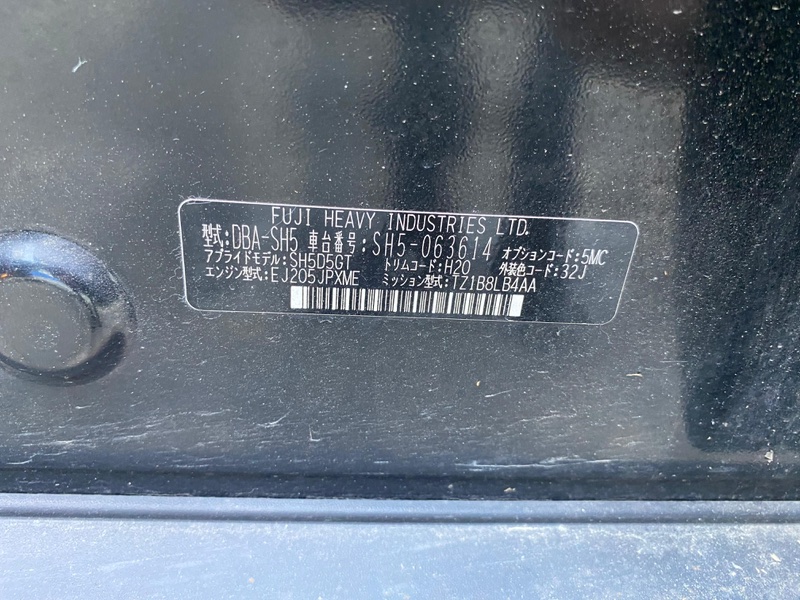 FUJI HEAVY INDUSTRIES LTD.
型式:DBA-SH5 車台番号:SH5-063614 オプションコード:5MC
アプライドモデル:SH5D5GT トリムコード:H20 外装色コード:32J
エンジン型式:EJ205JPXME ミッション型式:TZ1B8LB4AA